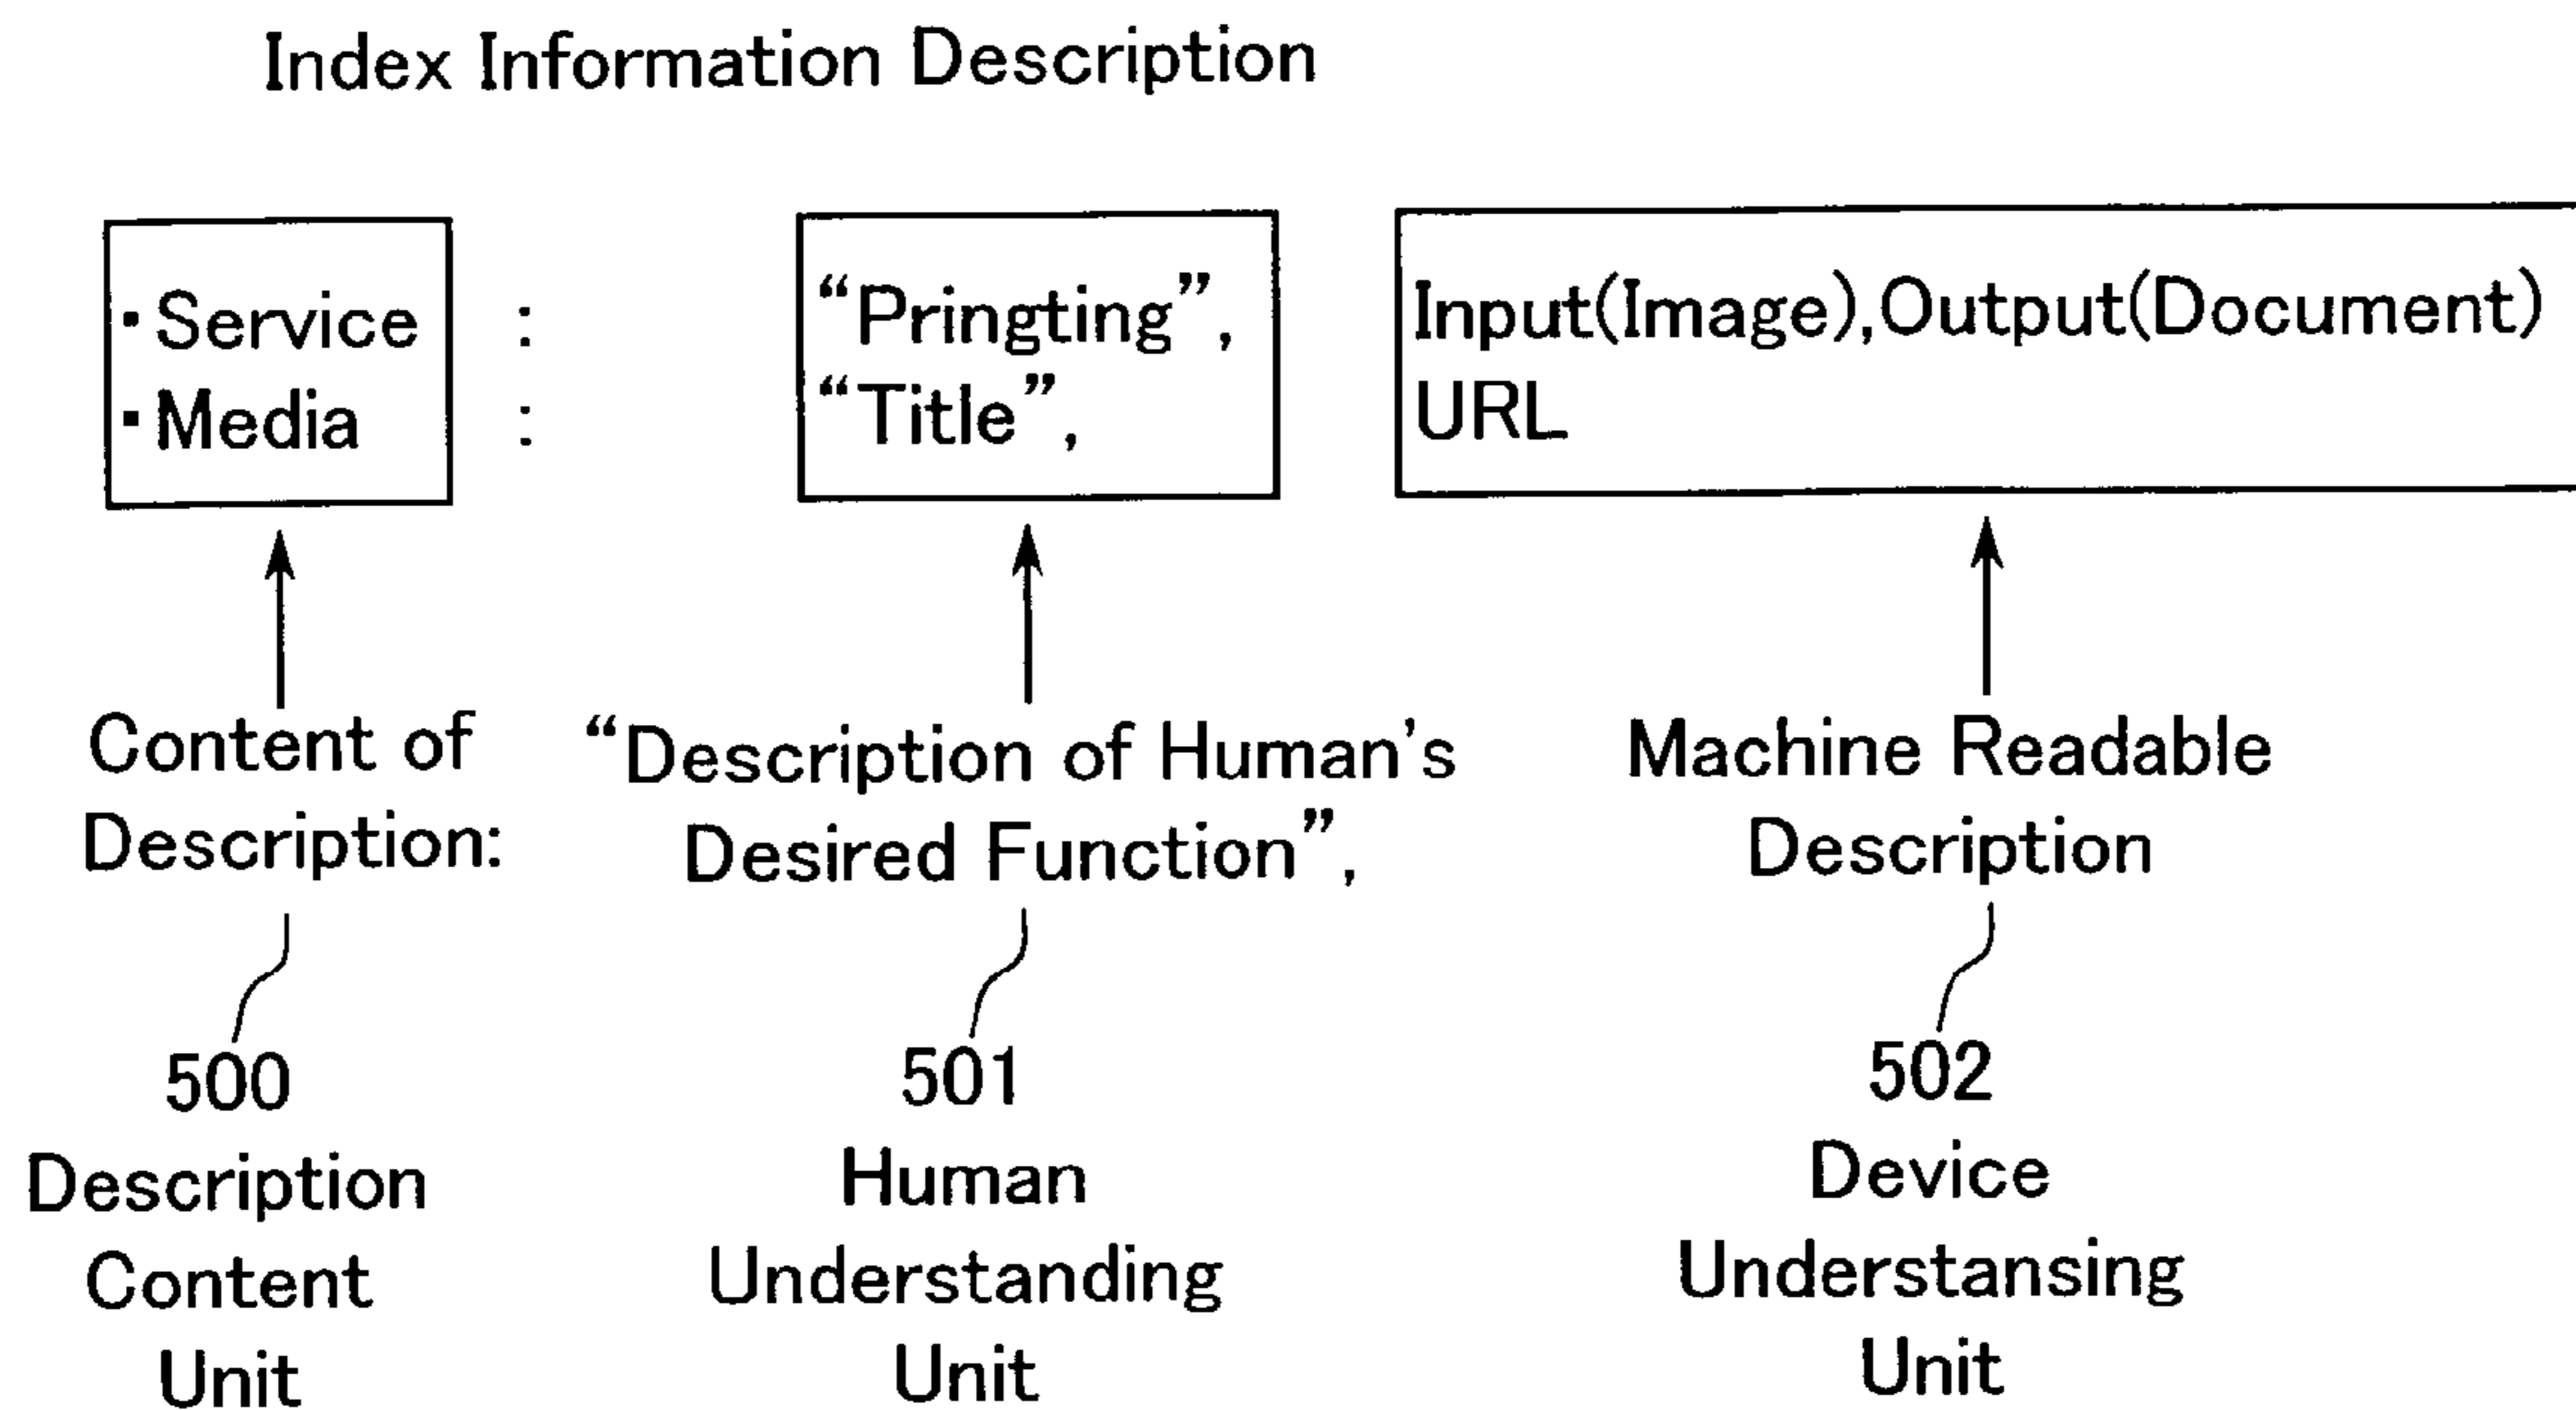 Index Information Description
・Service : “Pringting”, Input(Image),Output(Document)
・Media : “Title”, URL
Content of
Description:
“Description of Human’s
Desired Function”,
Machine Readable
Description
500
Description
Content
Unit
501
Human
Understanding
Unit
502
Device
Understansing
Unit